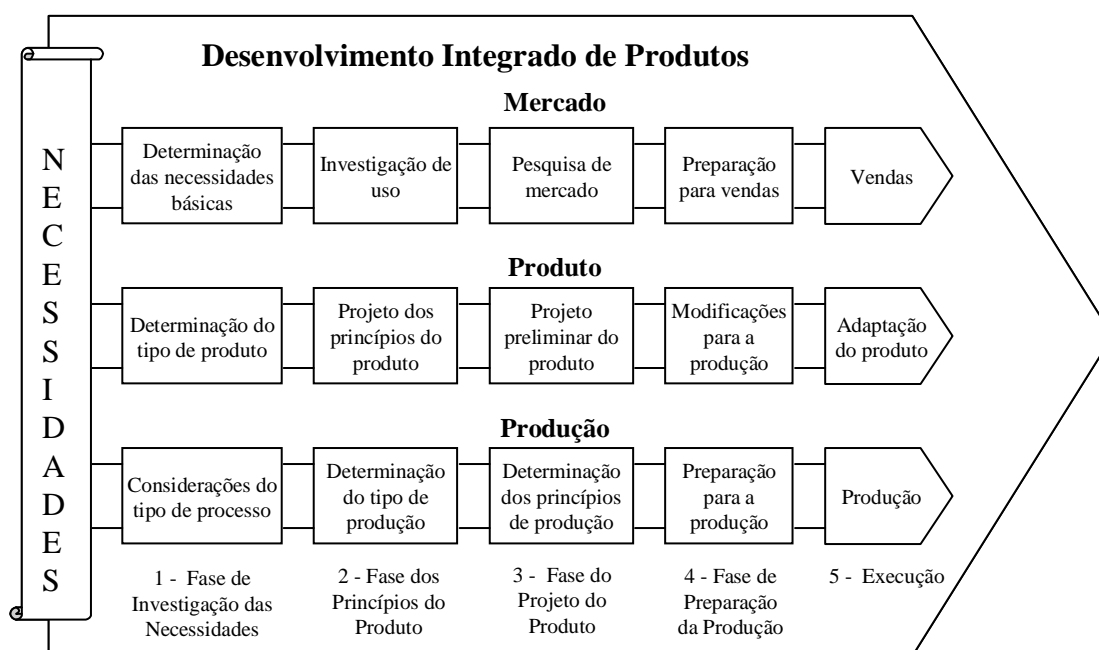 Desenvolvimento Integrado de Produtos
NECESSIDADES
Mercado
Determinação
das necessidades
básicas
Investigação de
uso
Pesquisa de
mercado
Preparação
para vendas
Vendas
Produto
Determinação do
tipo de produto
Projeto dos
princípios do
produto
Projeto
preliminar do
produto
Modificações
para a
produção
Adaptação
do produto
Produção
Considerações do
tipo de processo
Determinação
do tipo de
produção
Determinação
dos princípios
de produção
Preparação
para a
produção
Produção
1 - Fase de
Investigação das
Necessidades
2 - Fase dos
Princípios do
Produto
3 - Fase do
Projeto do
Produto
4 - Fase de
Preparação
da Produção
5 - Execução